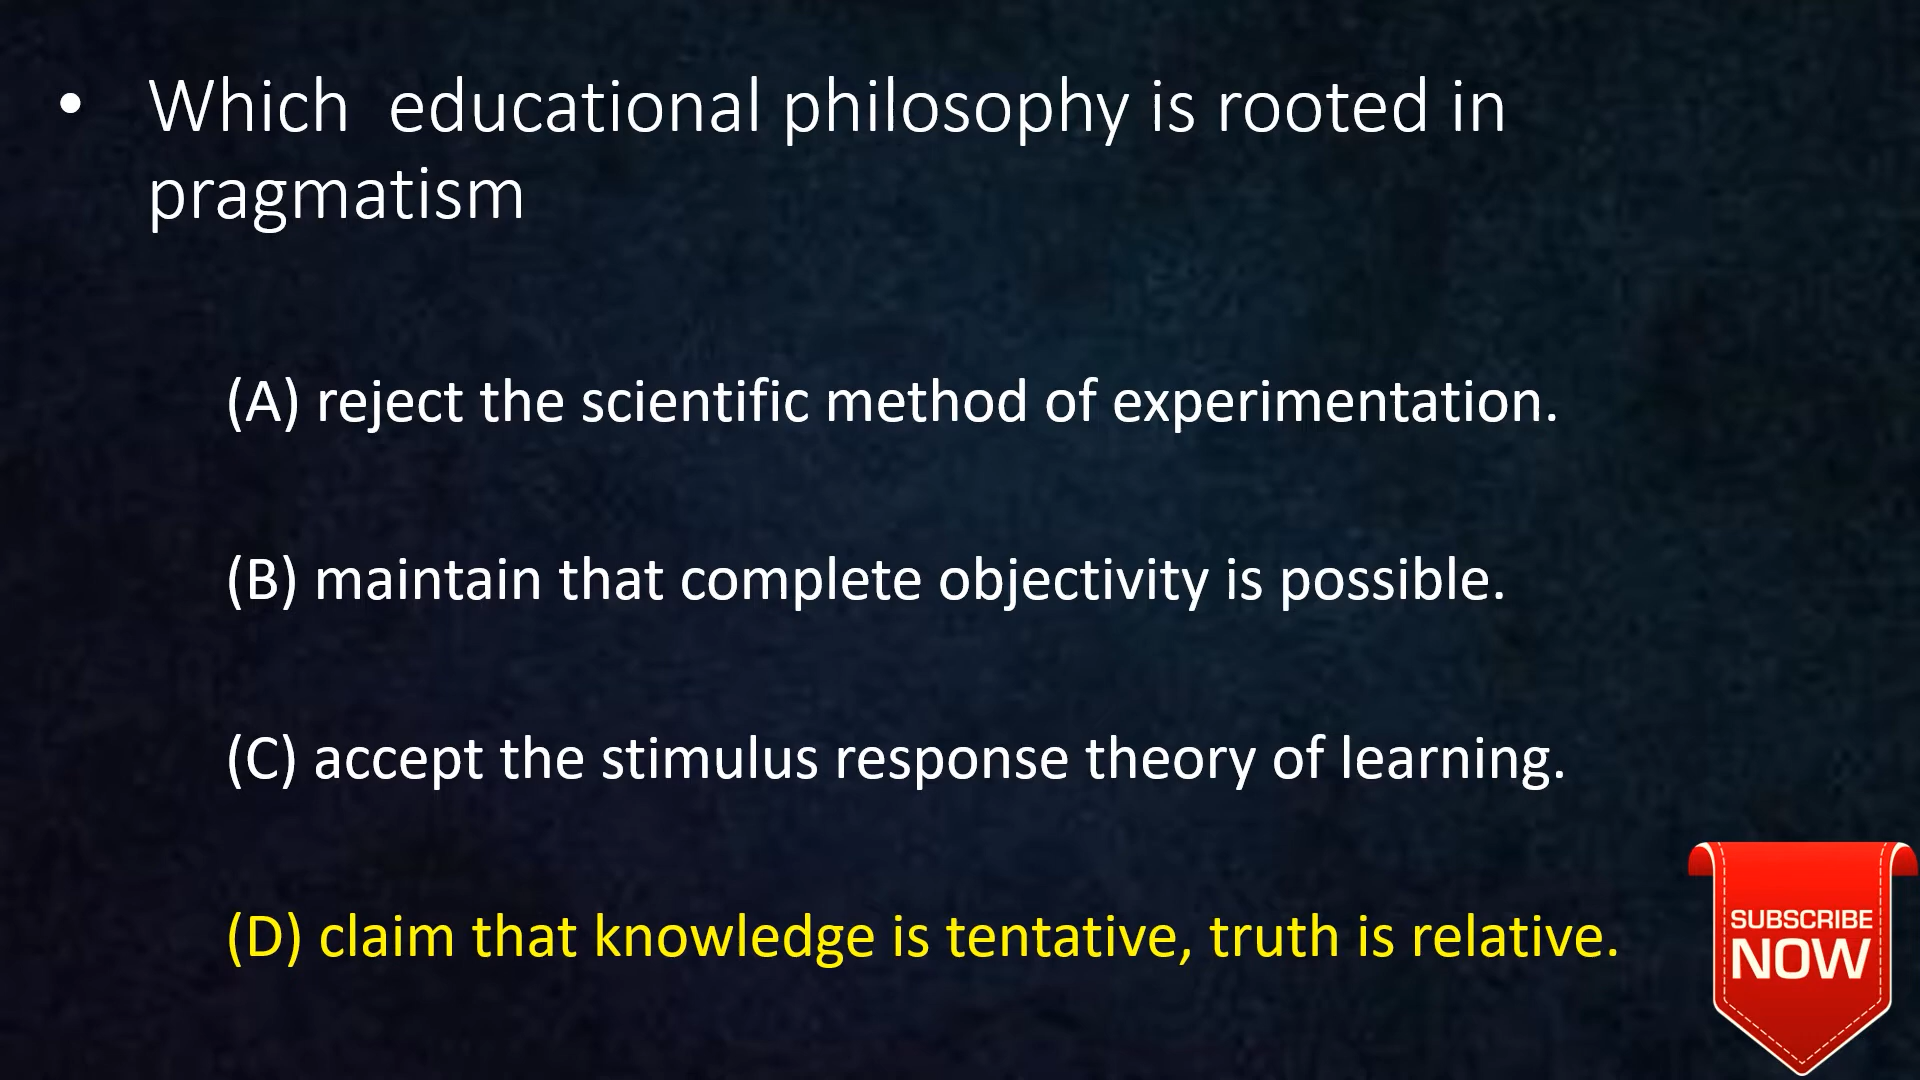 • Which educational philosophy is rooted in
pragmatism
(A) reject the scientific method of experimentation.
(B) maintain that complete objectivity is possible.
(C) accept the stimulus response theory of learning.
(D) claim that knowledge is tentative, truth is relative.
SUBSCRIBE
NOW